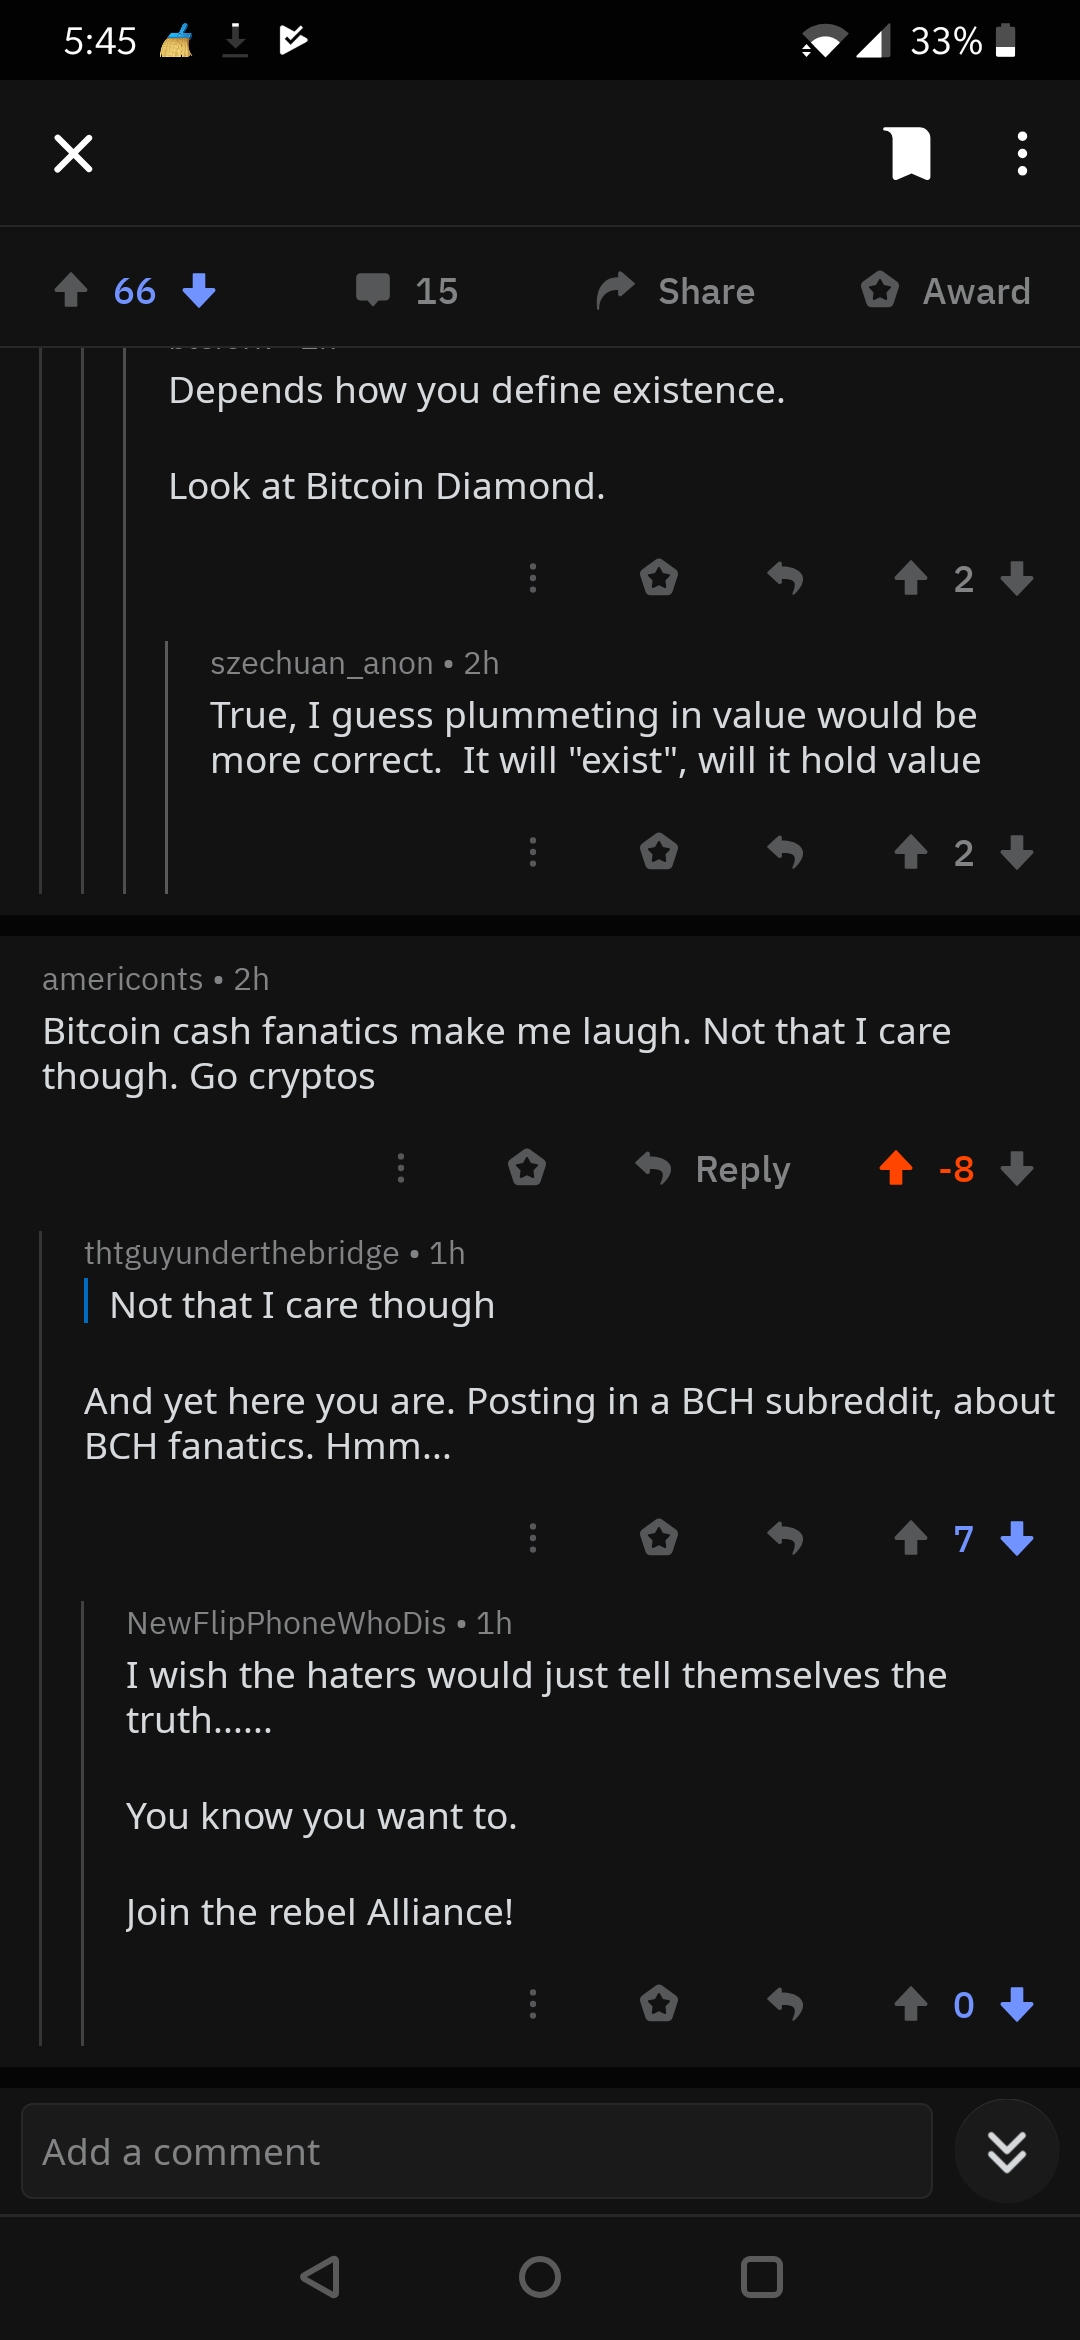 5:45
33%
66
15
Share
Award
Depends how you define existence.
Look at Bitcoin Diamond.
2
szechuan_anon • 2h
True, I guess plummeting in value would be
more correct.  It will "exist", will it hold value
2
americonts • 2h
Bitcoin cash fanatics make me laugh. Not that I care
though. Go cryptos
Reply
-8
thtguyunderthebridge • 1h
Not that I care though
And yet here you are. Posting in a BCH subreddit, about
BCH fanatics. Hmm...
7
NewFlipPhoneWhoDis • 1h
I wish the haters would just tell themselves the
truth......
You know you want to.
Join the rebel Alliance!
0
Add a comment